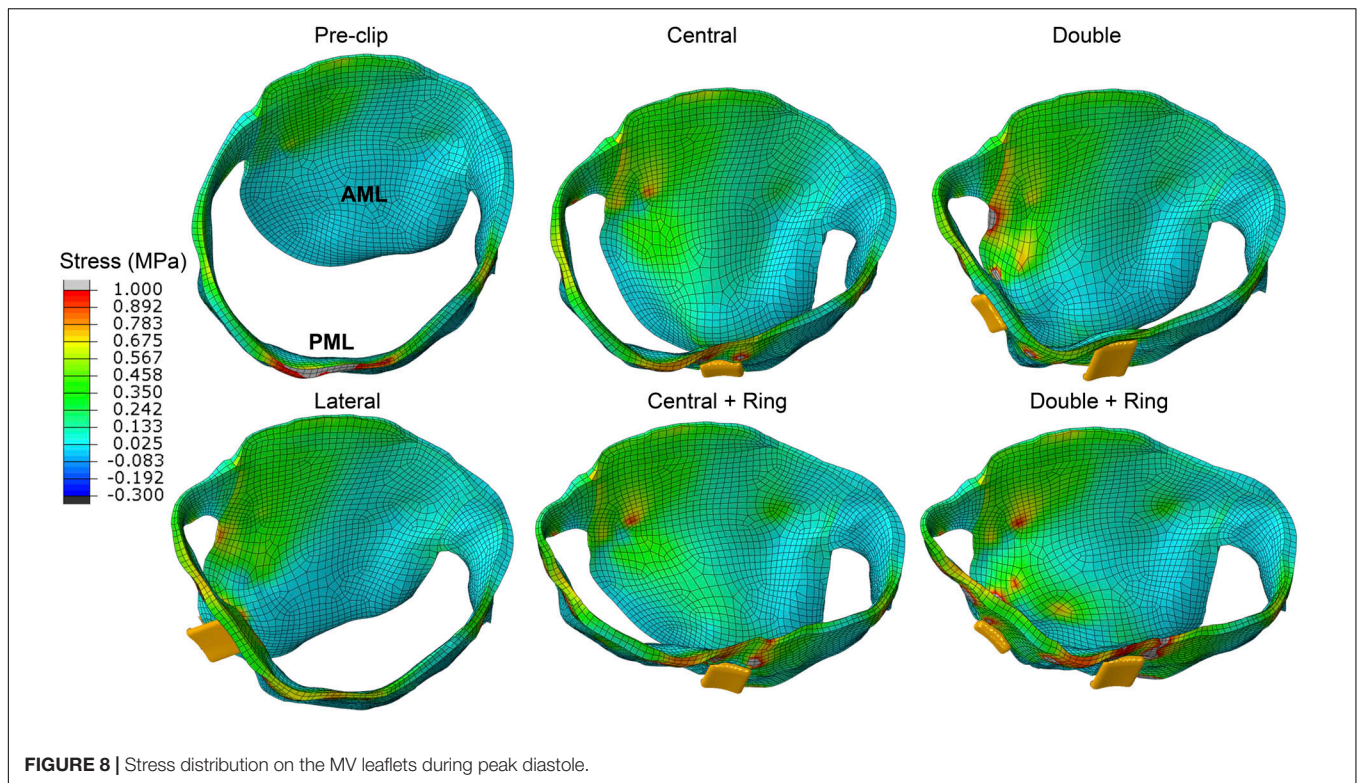 Pre-clip
Central
Double
AML
PML
Stress (MPa)
1.000
0.892
0.783
0.675
0.567
0.458
0.350
0.242
0.133
0.025
-0.083
-0.192
-0.300
Lateral
Central + Ring
Double + Ring
FIGURE 8 | Stress distribution on the MV leaflets during peak diastole.